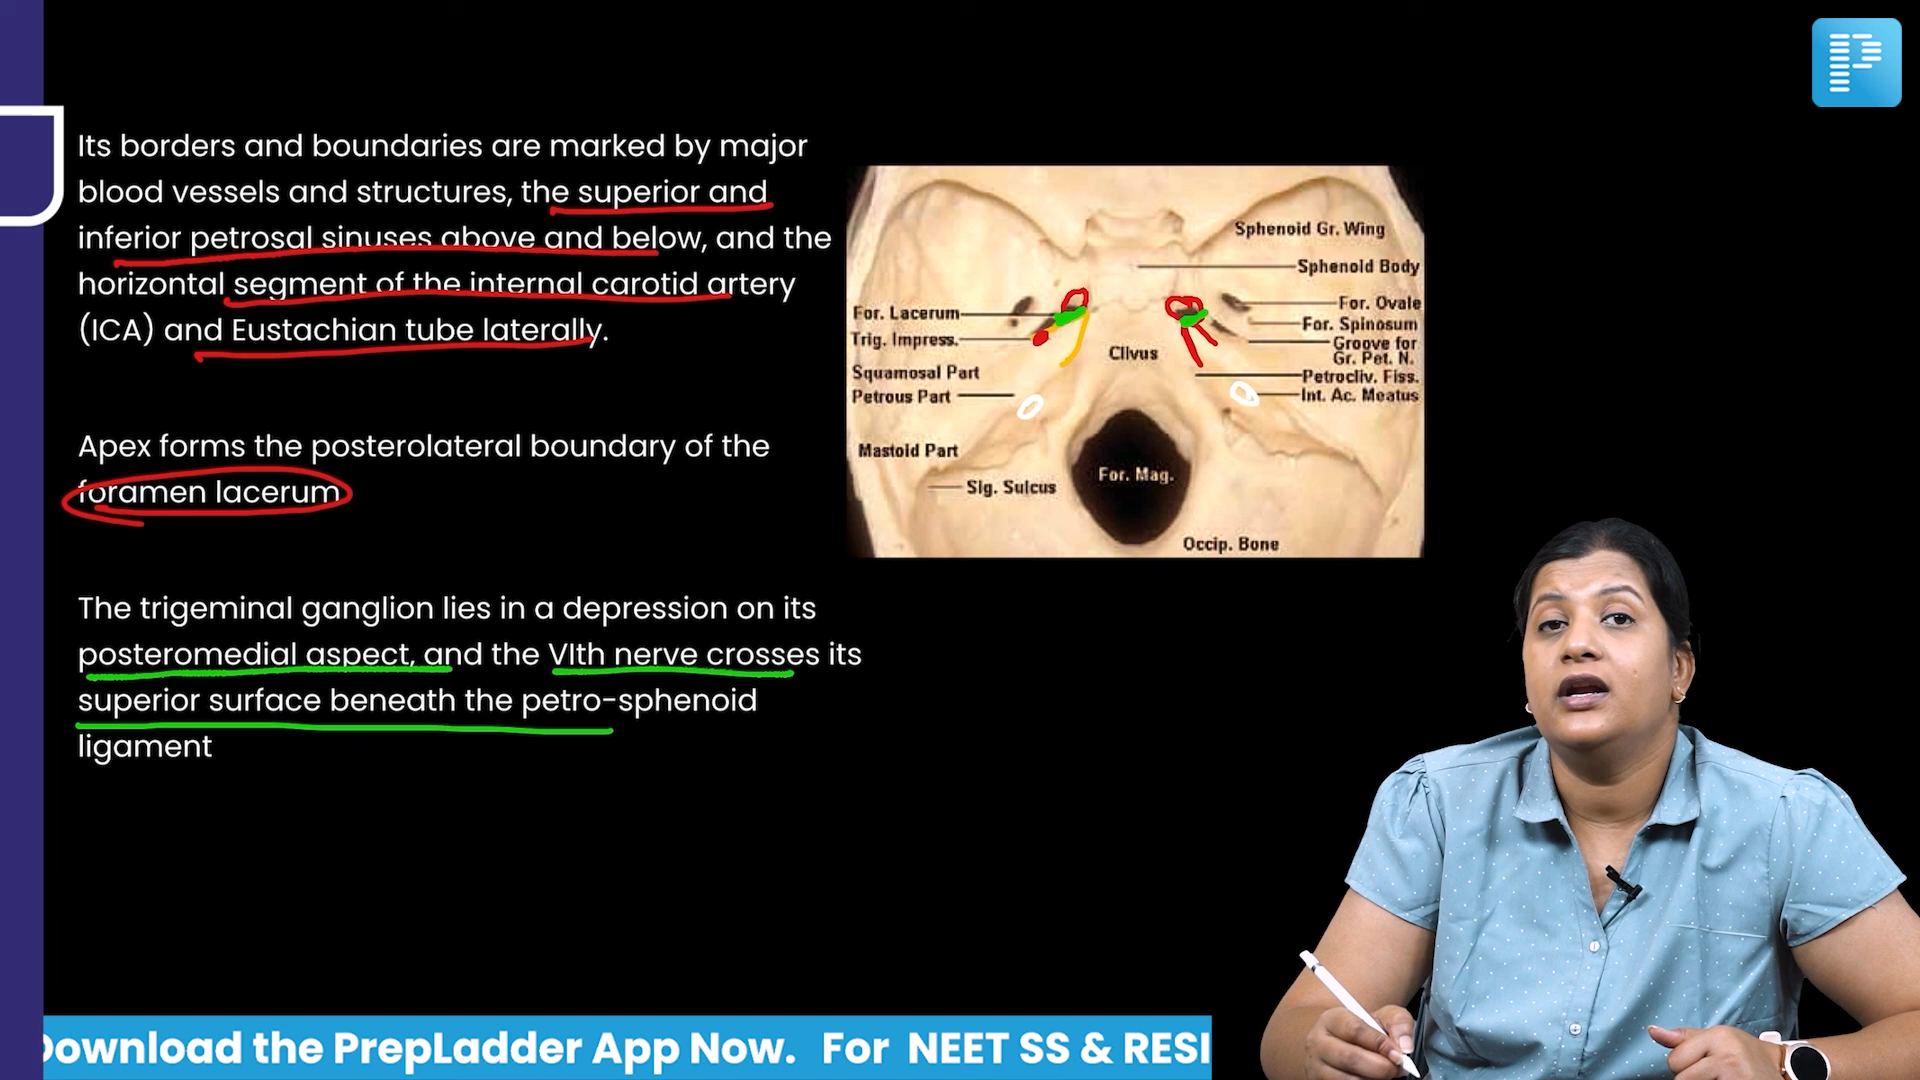 Its borders and boundaries are marked by major
blood vessels and structures, the superior and
inferior petrosal sinuses above and below, and the
horizontal segment of the internal carotid artery
(ICA) and Eustachian tube laterally.
Apex forms the posterolateral boundary of the
foramen lacerum
The trigeminal ganglion lies in a depression on its
posteromedial aspect, and the VIth nerve crosses its
superior surface beneath the petro-sphenoid
ligament
Sphenoid Gr. Wing
Sphenoid Body
For. Lacerum
For. Ovale
For. Spinosum
Trig. Impress.
Groove for
Gr. Pet. N.
Clivus
Squamosal Part
Petrocliv. Fiss.
Petrous Part
Int. Ac. Meatus
Mastoid Part
For. Mag.
Sig. Sulcus
Occip. Bone
Download the PrepLadder App Now. For NEET SS & RESI